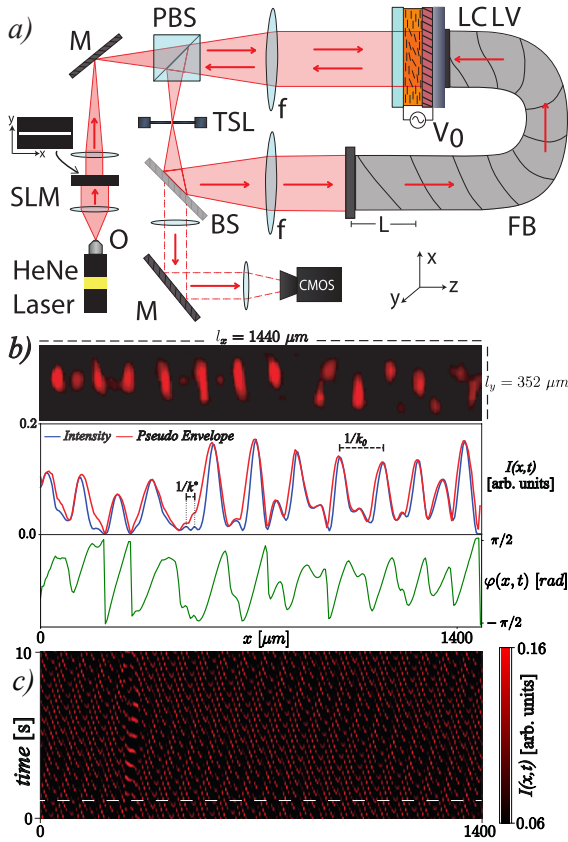 a)
M
PBS
LCLV
f
TSL
V0
y
x
SLM
BS
f
L
FB
O
HeNe
Laser
M
CMOS
x
y
z
b)
lx = 1440 μm
ly = 352 μm
0.2
Intensity
Pseudo Envelope
1/k0
1/k*
I(x,t)
[arb. units]
0.0
π/2
φ(x,t) [rad]
−π/2
0
x [μm]
1400
c)
10
time [s]
0
0
1400
0.16
I(x,t) [arb. units]
0.06